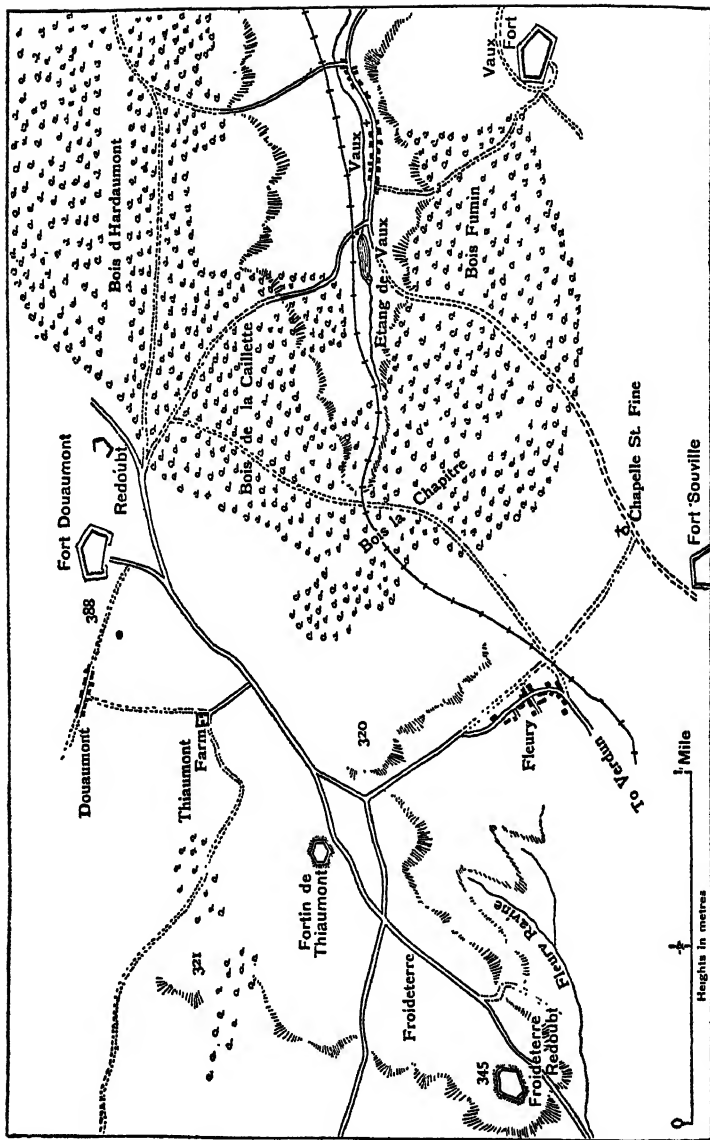 Fort Douaumont
Douaumont
388
Bois d'Hardaumont
Redoubt
321
Thiaumont
Farm
Bois de la Caillette
Fortin de
Thiaumont
Vaux
320
Etang de Vaux
Froideterre
Bois la Chapitre
Bois Fumin
Vaux
Fort
345
Fleury
Froideterre
Redoubt
Fleury Ravine
To Verdun
Chapelle St. Fine
Fort Souville
0 ½ 1 Mile
Heights in metres